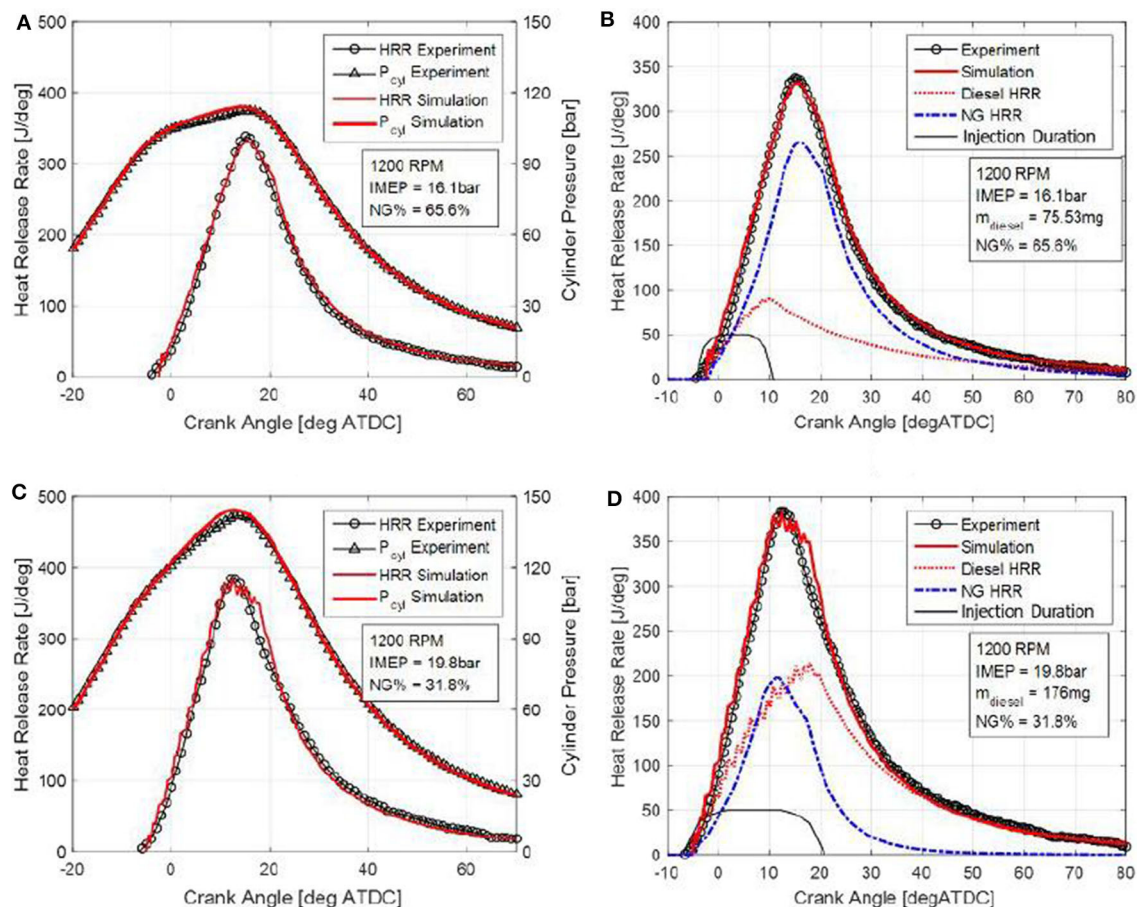 A
Heat Release Rate [J/deg]
500
400
300
200
100
0
HRR Experiment
P_cyl Experiment
HRR Simulation
P_cyl Simulation
1200 RPM
IMEP = 16.1bar
NG% = 65.6%
150
120
90
60
30
0
Cylinder Pressure [bar]
-20 0 20 40 60
Crank Angle [deg ATDC]
B
Heat Release Rate [J/deg]
400
350
300
250
200
150
100
50
0
Experiment
Simulation
Diesel HRR
NG HRR
Injection Duration
1200 RPM
IMEP = 16.1bar
m_diesel = 75.53mg
NG% = 65.6%
-10 0 10 20 30 40 50 60 70 80
Crank Angle [degATDC]
C
Heat Release Rate [J/deg]
500
400
300
200
100
0
HRR Experiment
P_cyl Experiment
HRR Simulation
P_cyl Simulation
1200 RPM
IMEP = 19.8bar
NG% = 31.8%
150
120
90
60
30
0
Cylinder Pressure [bar]
-20 0 20 40 60
Crank Angle [deg ATDC]
D
Heat Release Rate [J/deg]
400
350
300
250
200
150
100
50
0
Experiment
Simulation
Diesel HRR
NG HRR
Injection Duration
1200 RPM
IMEP = 19.8bar
m_diesel = 176mg
NG% = 31.8%
-10 0 10 20 30 40 50 60 70 80
Crank Angle [degATDC]